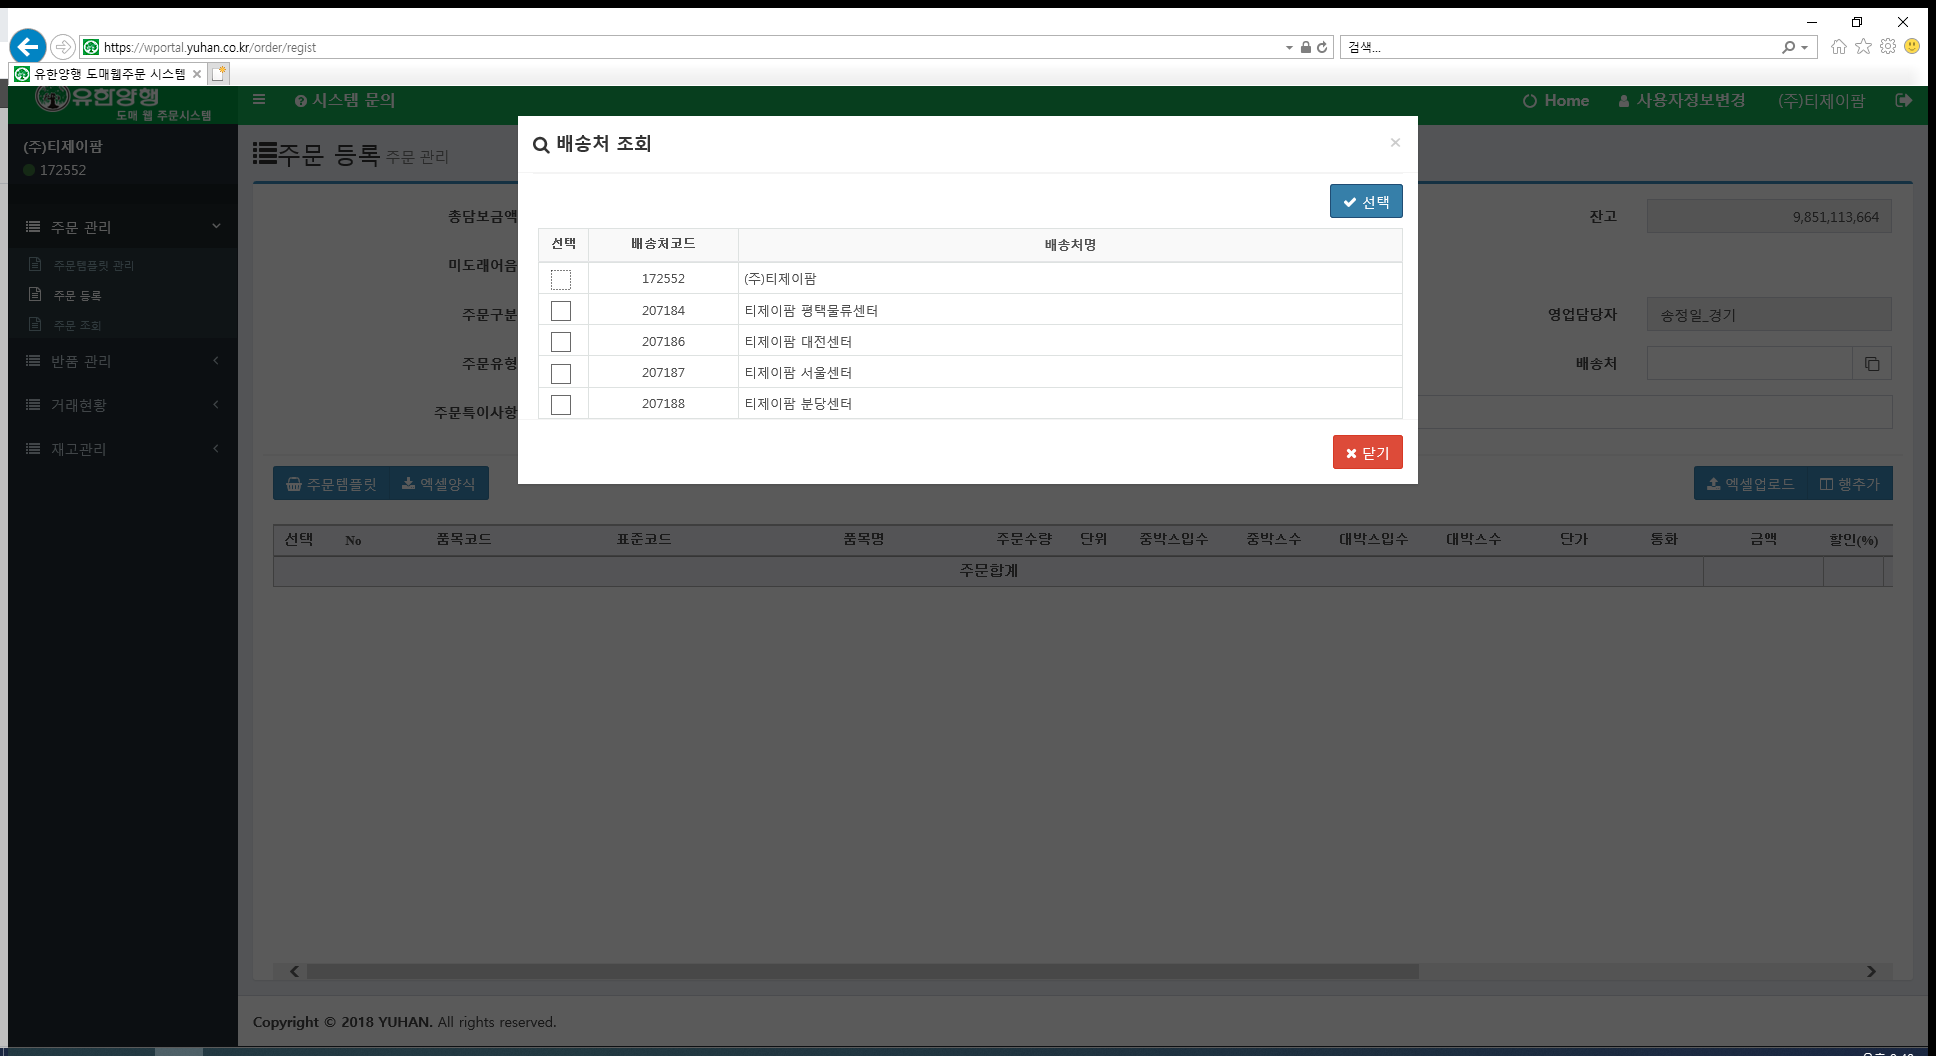 https://wportal.yuhan.co.kr/order/regist
검색...
유한양행 도매웹주문 시스템
유한양행
도매 웹 주문시스템
시스템 문의
Home
사용자정보변경
(주)티제이팜
(주)티제이팜
172552
주문 관리
주문템플릿 관리
주문 등록
주문 조회
반품 관리
거래현황
재고관리
주문 등록 주문 관리
총담보금액
잔고
9,851,113,664
미도래어음
주문구분
영업담당자
송정일_경기
주문유형
배송처
주문특이사항
배송처 조회
선택
선택 배송처코드 배송처명
172552 (주)티제이팜
207184 티제이팜 평택물류센터
207186 티제이팜 대전센터
207187 티제이팜 서울센터
207188 티제이팜 분당센터
닫기
주문템플릿 엑셀양식
엑셀업로드 행추가
선택 No 품목코드 표준코드 품목명 주문수량 단위 중박스입수 중박스수 대박스입수 대박스수 단가 통화 금액 할인(%)
주문합계
Copyright © 2018 YUHAN. All rights reserved.